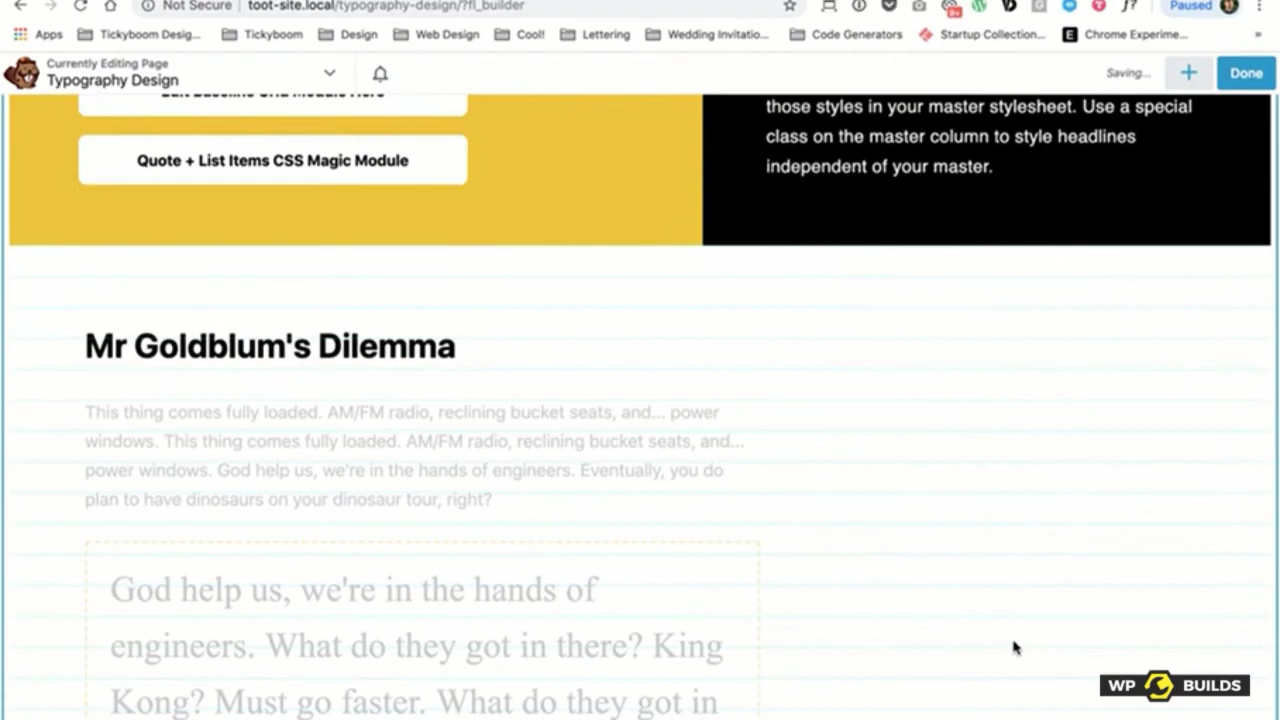 Not Secure
toot-site.local/typography-design/?fl_builder
Paused
Apps
Tickyboom Desig...
Tickyboom
Design
Web Design
Cool!
Lettering
Wedding Invitatio...
Code Generators
Startup Collection...
Chrome Experime...
»
Currently Editing Page
Typography Design
Saving...
Done
Edit Baseline Grid Module Here
Quote + List Items CSS Magic Module
those styles in your master stylesheet. Use a special
class on the master column to style headlines
independent of your master.
Mr Goldblum's Dilemma
This thing comes fully loaded. AM/FM radio, reclining bucket seats, and... power
windows. This thing comes fully loaded. AM/FM radio, reclining bucket seats, and...
power windows. God help us, we're in the hands of engineers. Eventually, you do
plan to have dinosaurs on your dinosaur tour, right?
God help us, we're in the hands of
engineers. What do they got in there? King
Kong? Must go faster. What do they got in
WP BUILDS